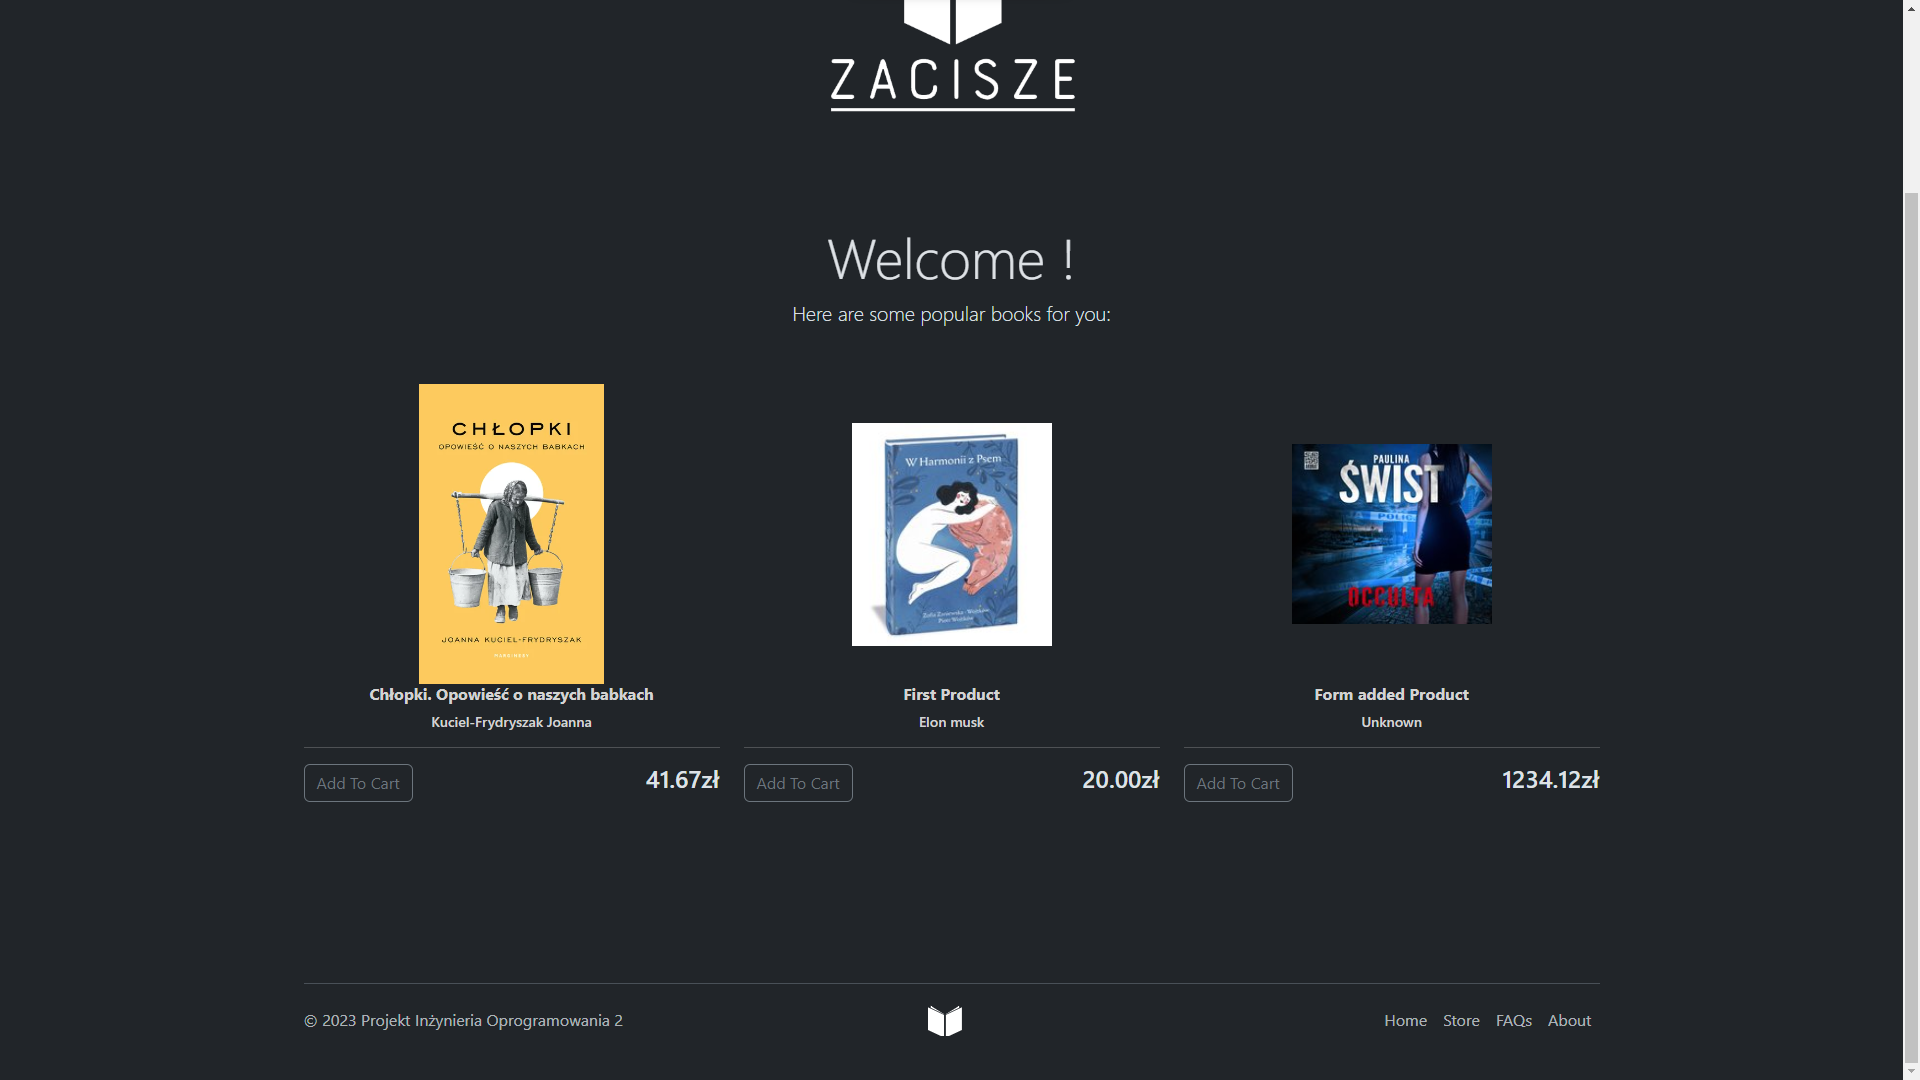 ZACISZE
Welcome !
Here are some popular books for you:
CHŁOPKI
OPOWIEŚĆ O NASZYCH BABKACH
JOANNA KUCIEL-FRYDRYSZAK
MARGINESY
Chłopki. Opowieść o naszych babkach
Kuciel-Frydryszak Joanna
Add To Cart
41.67zł
W Harmonii z Psem
First Product
Elon musk
Add To Cart
20.00zł
PAULINA
ŚWIST
POLIC
OCCULTA
Form added Product
Unknown
Add To Cart
1234.12zł
© 2023 Projekt Inżynieria Oprogramowania 2
Home Store FAQs About